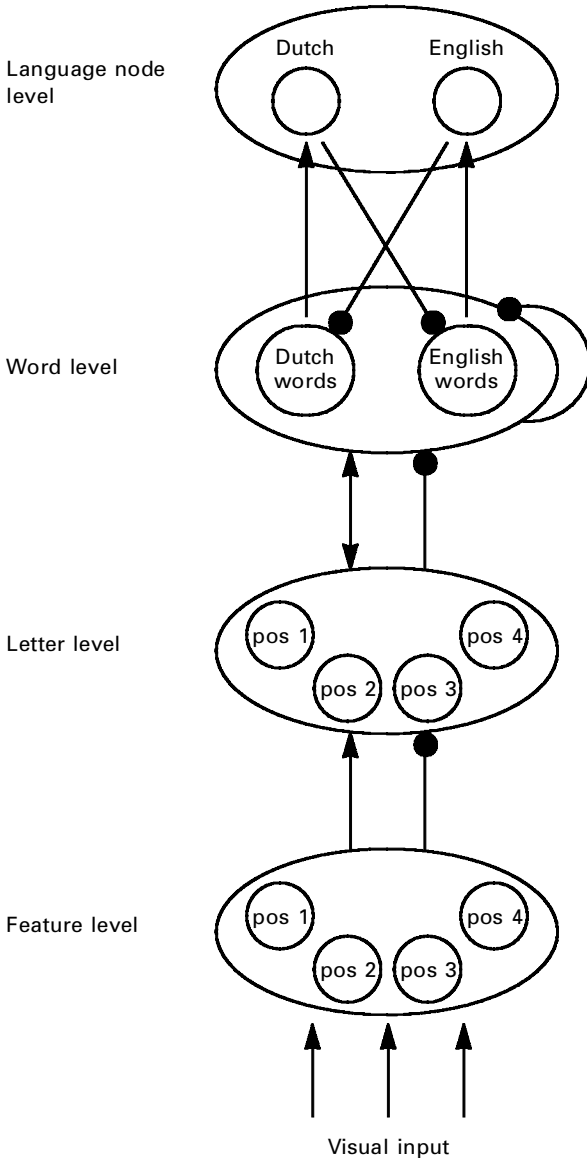 Dutch
English
Language node
level
Word level
Dutch
words
English
words
Letter level
pos 1
pos 4
pos 2
pos 3
Feature level
pos 1
pos 4
pos 2
pos 3
Visual input